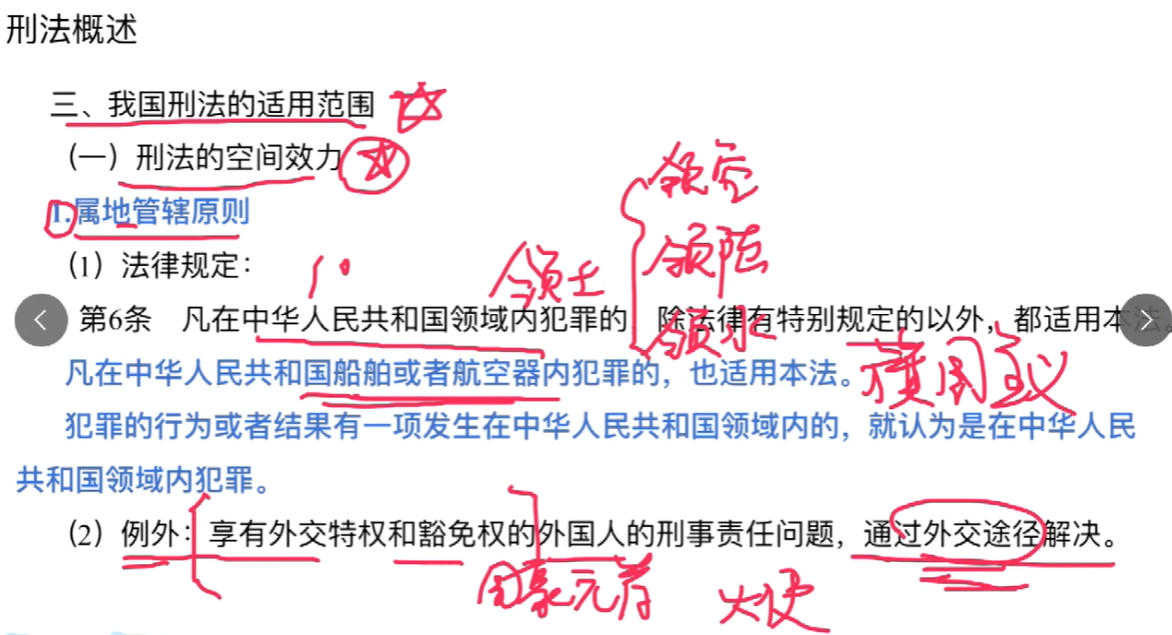 刑法概述
三、我国刑法的适用范围
（一）刑法的空间效力
1.属地管辖原则
（1）法律规定：
领土
领空
领陆
领水
第6条 凡在中华人民共和国领域内犯罪的 除法律有特别规定的以外，都适用本法。
凡在中华人民共和国船舶或者航空器内犯罪的，也适用本法。
旗国主义
犯罪的行为或者结果有一项发生在中华人民共和国领域内的，就认为是在中华人民
共和国领域内犯罪。
（2）例外：享有外交特权和豁免权的外国人的刑事责任问题，通过外交途径解决。
国家元首 大使